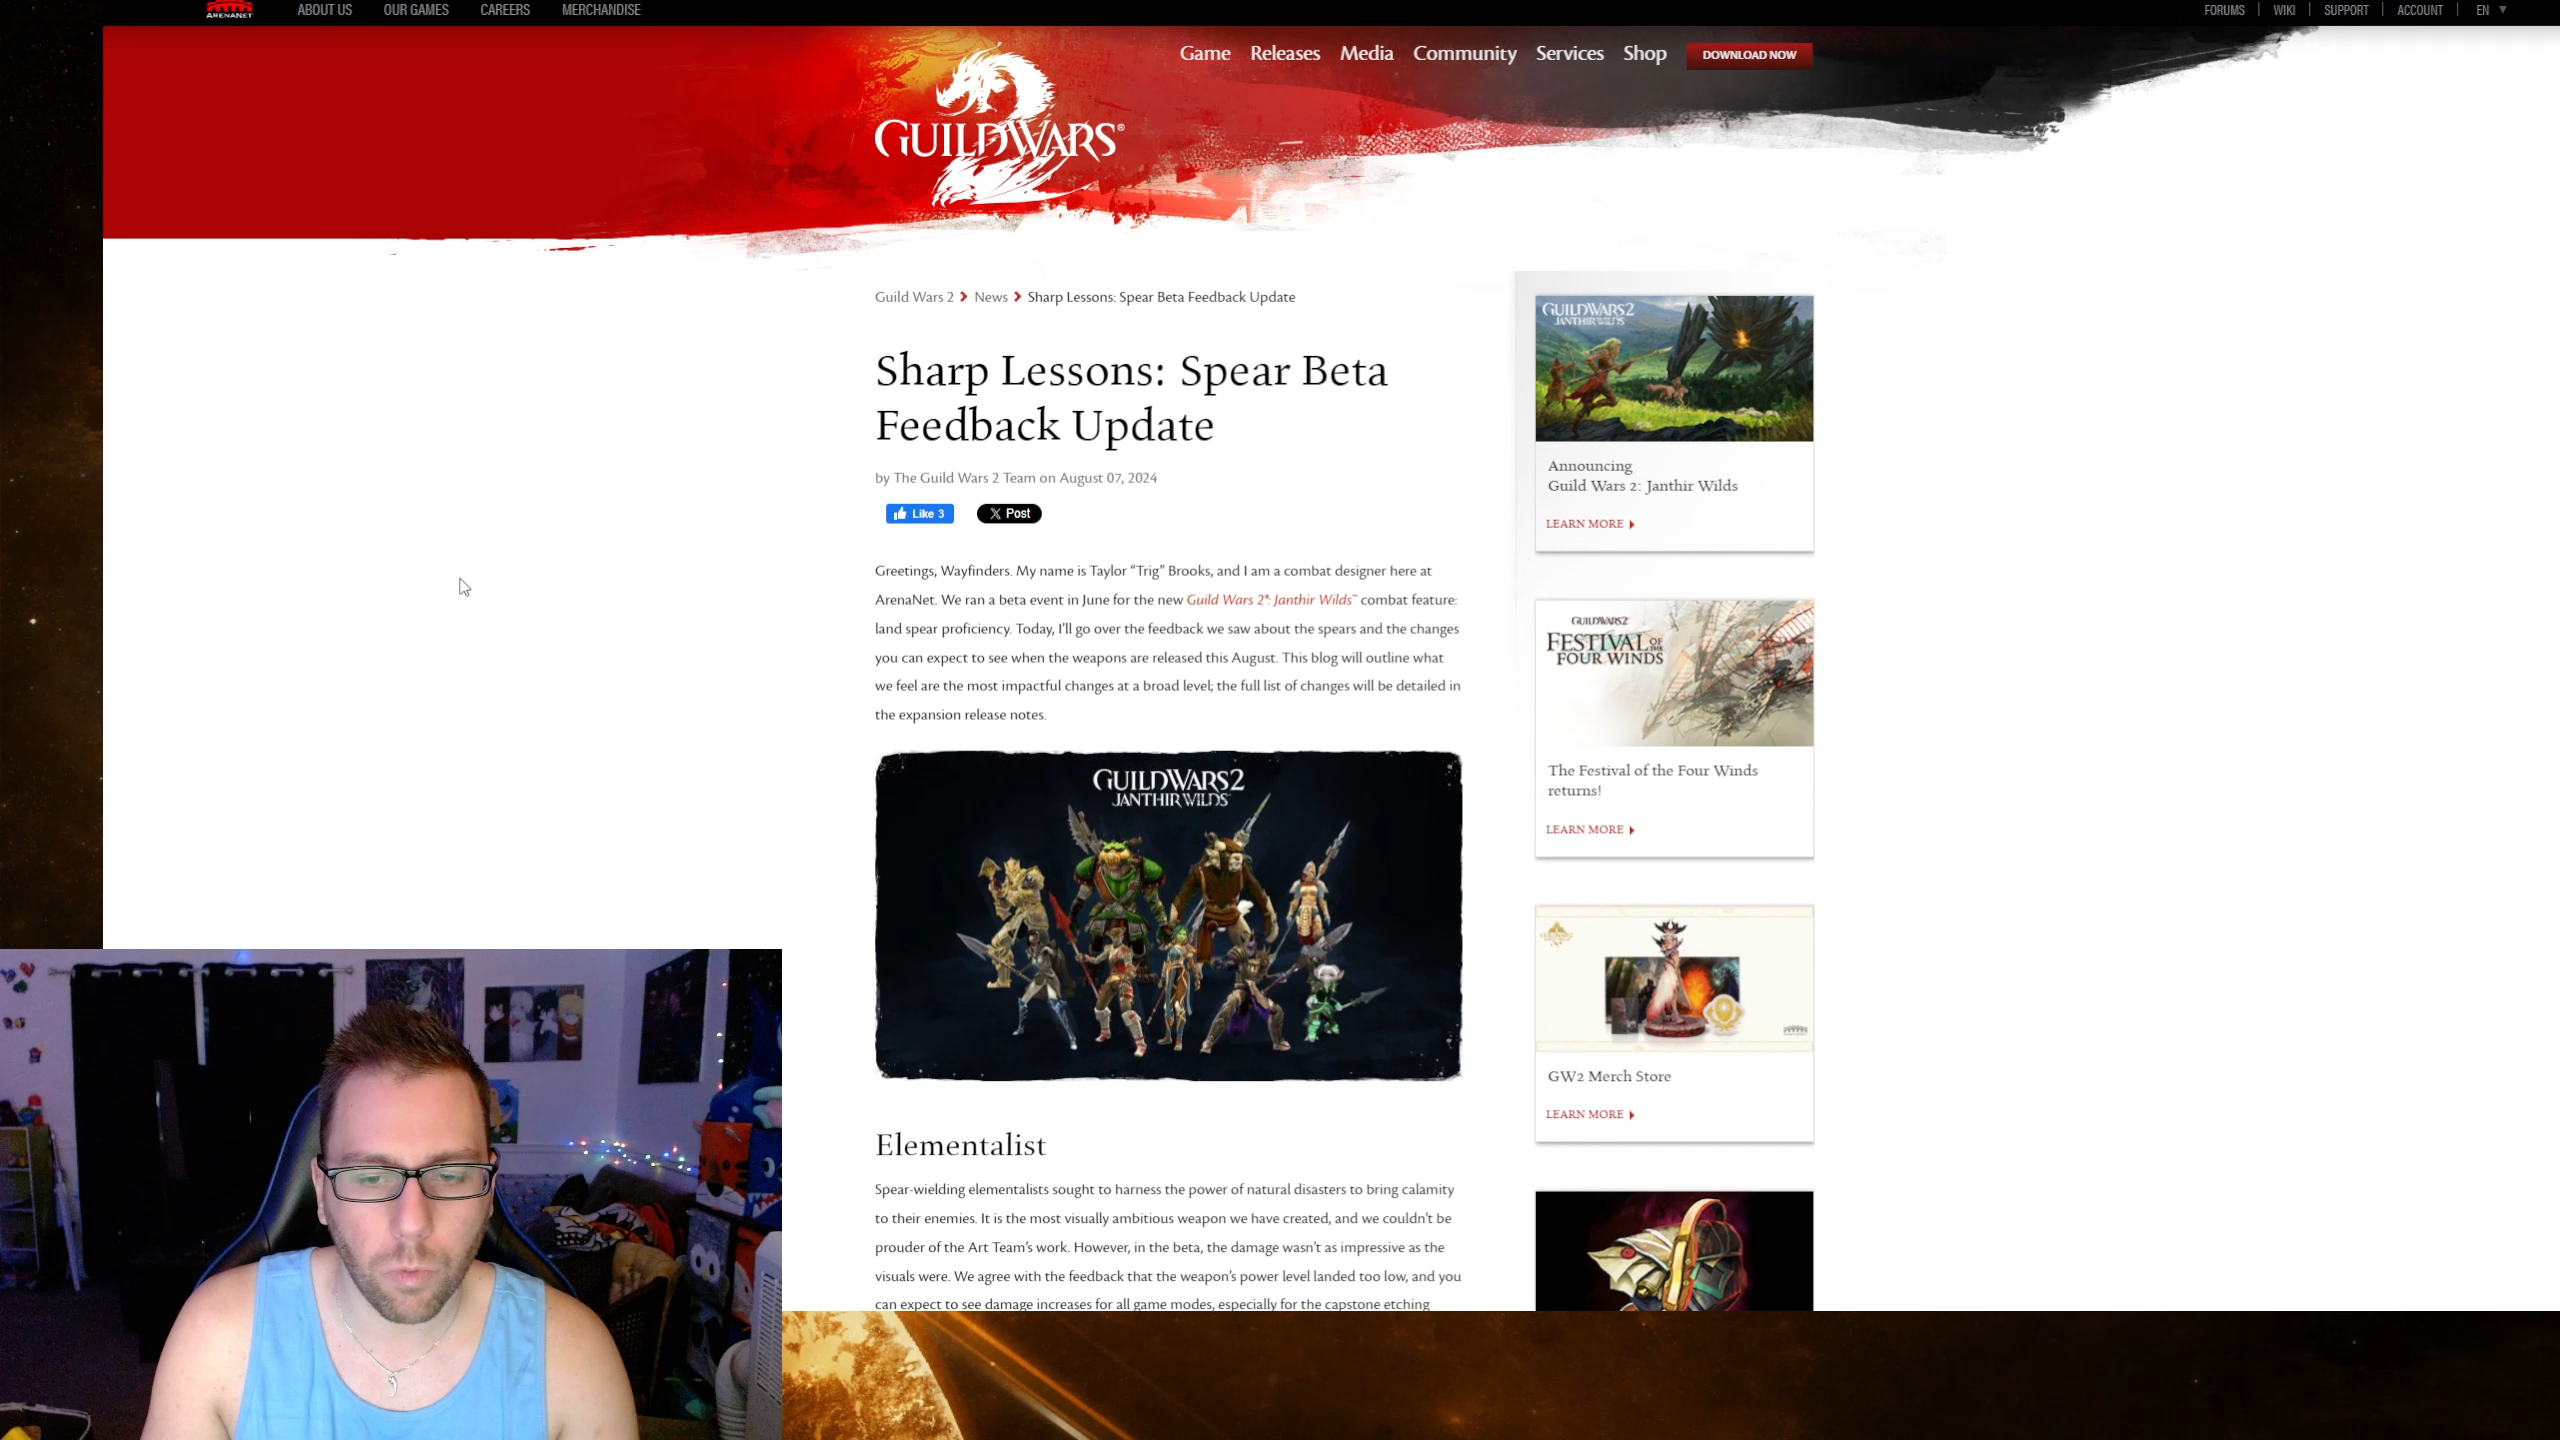 ARENANET
ABOUT US
OUR GAMES
CAREERS
MERCHANDISE
FORUMS
WIKI
SUPPORT
ACCOUNT
EN
Game
Releases
Media
Community
Services
Shop
DOWNLOAD NOW
GUILDWARS®
Guild Wars 2 > News > Sharp Lessons: Spear Beta Feedback Update
Sharp Lessons: Spear Beta
Feedback Update
by The Guild Wars 2 Team on August 07, 2024
Like 3
X Post
Greetings, Wayfinders. My name is Taylor “Trig” Brooks, and I am a combat designer here at
ArenaNet. We ran a beta event in June for the new Guild Wars 2®: Janthir Wilds™ combat feature:
land spear proficiency. Today, I’ll go over the feedback we saw about the spears and the changes
you can expect to see when the weapons are released this August. This blog will outline what
we feel are the most impactful changes at a broad level; the full list of changes will be detailed in
the expansion release notes.
GUILDWARS2
JANTHIR WILDS
Elementalist
Spear-wielding elementalists sought to harness the power of natural disasters to bring calamity
to their enemies. It is the most visually ambitious weapon we have created, and we couldn’t be
prouder of the Art Team’s work. However, in the beta, the damage wasn’t as impressive as the
visuals were. We agree with the feedback that the weapon’s power level landed too low, and you
can expect to see damage increases for all game modes, especially for the capstone etching
GUILDWARS2
JANTHIR WILDS
Announcing
Guild Wars 2: Janthir Wilds
LEARN MORE
GUILDWARS2
FESTIVAL OF THE
FOUR WINDS
The Festival of the Four Winds
returns!
LEARN MORE
GW2 Merch Store
LEARN MORE